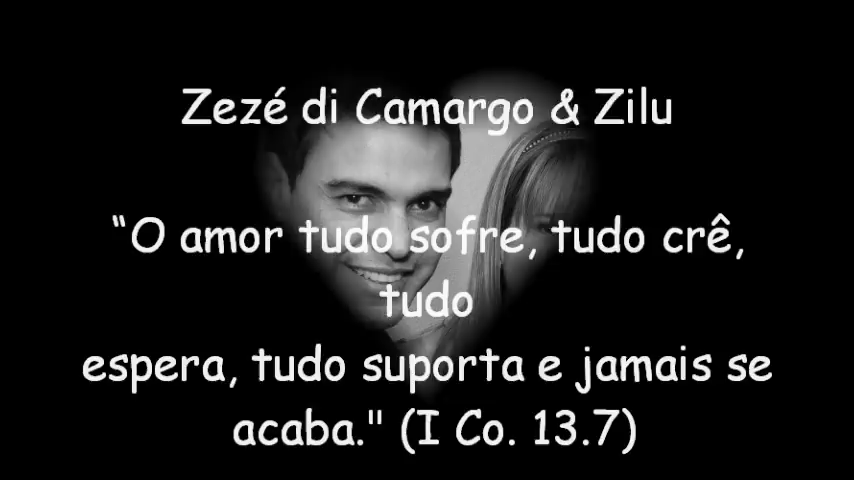 Zezé di Camargo & Zilu
“O amor tudo sofre, tudo crê,
tudo
espera, tudo suporta e jamais se
acaba." (I Co. 13.7)